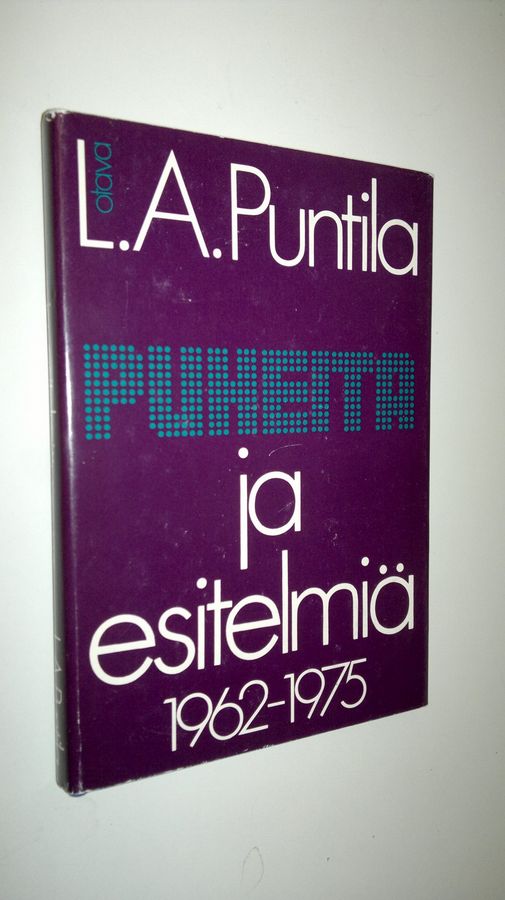 otava
L.A. Puntila
PUHEITA
ja
esitelmiä
1962-1975